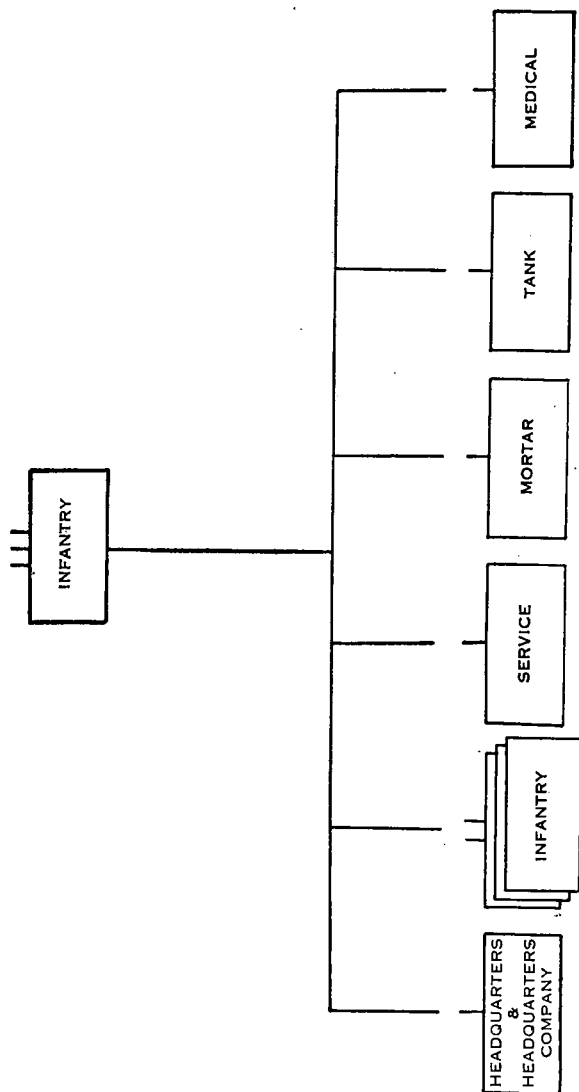 INFANTRY
HEADQUARTERS
&
HEADQUARTERS
COMPANY
INFANTRY
SERVICE
MORTAR
TANK
MEDICAL